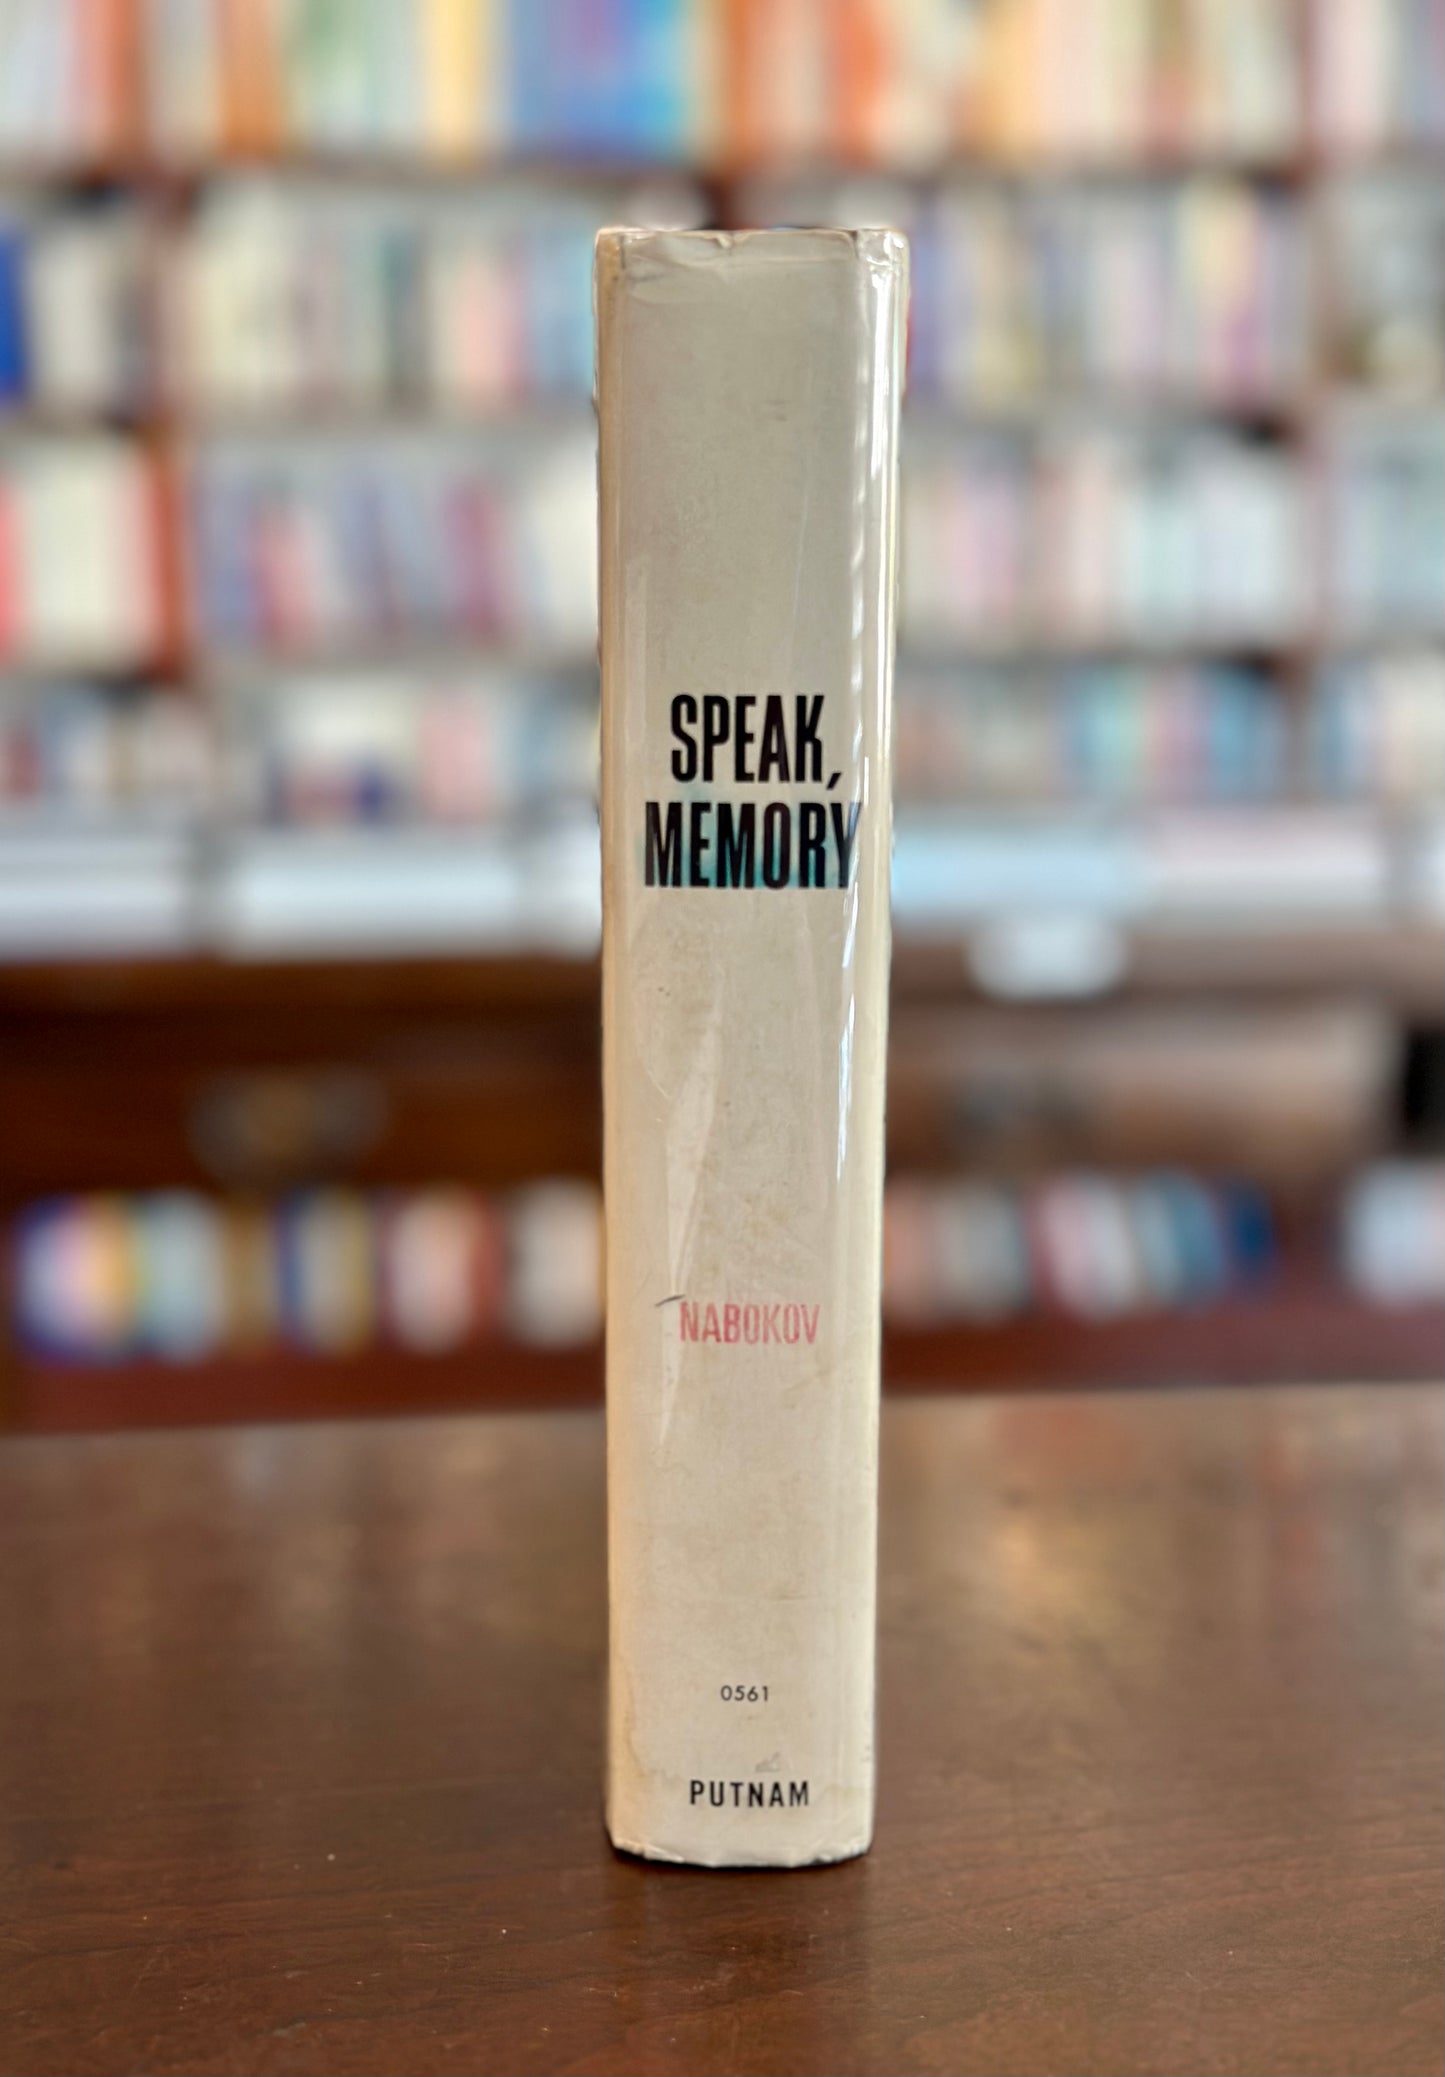 SPEAK,
MEMORY
NABOKOV
0561
PUTNAM